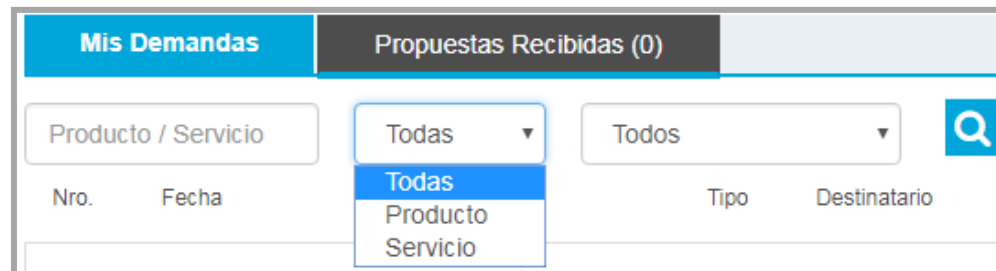 Mis Demandas Propuestas Recibidas (0)
Producto / Servicio Todas Todos
Todas
Nro. Fecha Tipo Destinatario
Producto
Servicio